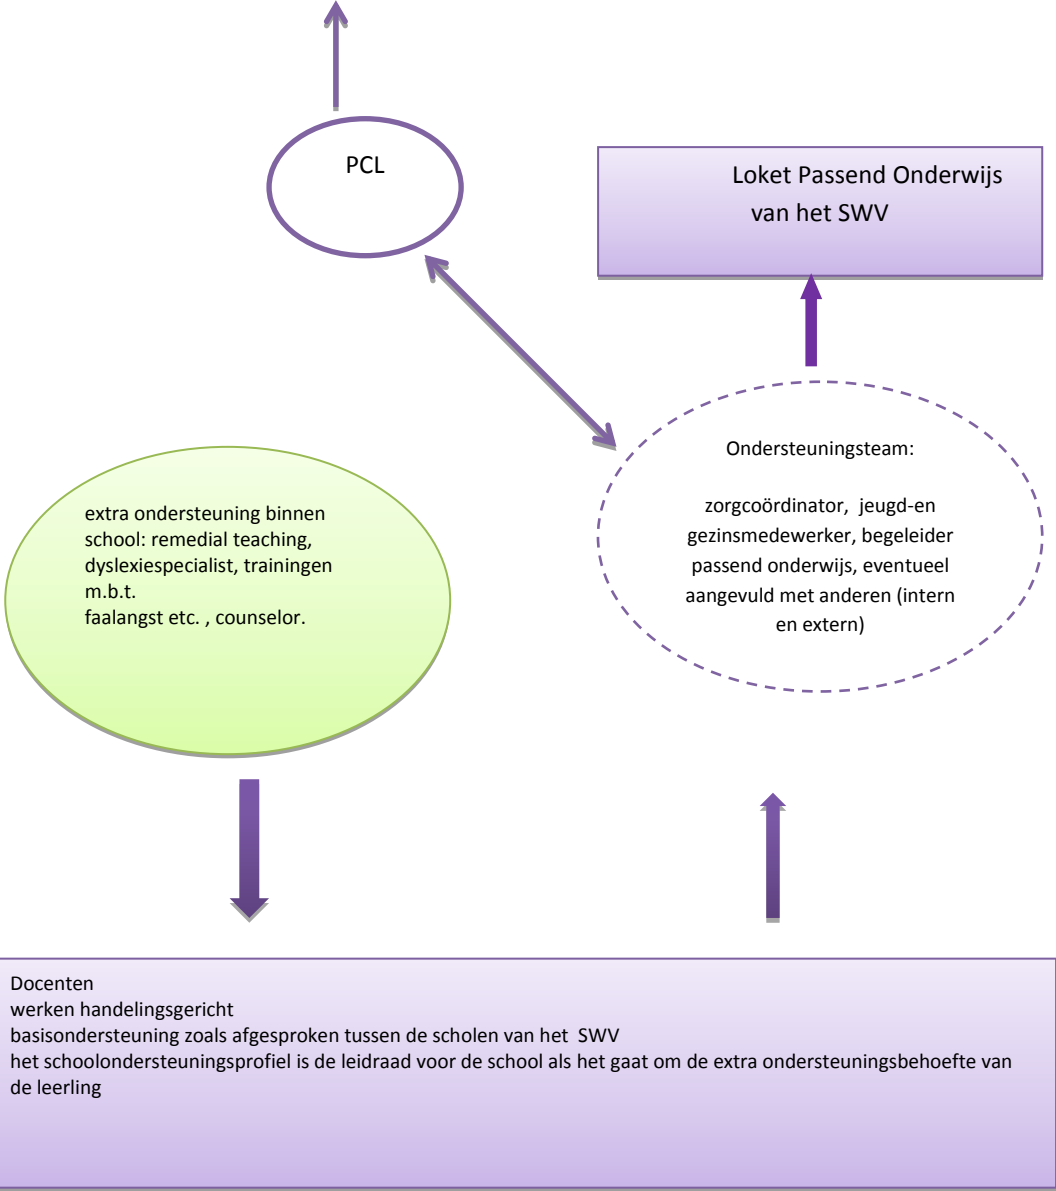 PCL
Loket Passend Onderwijs
van het SWV
Ondersteuningsteam:
zorgcoördinator, jeugd-en
gezinsmedewerker, begeleider
passend onderwijs, eventueel
aangevuld met anderen (intern
en extern)
extra ondersteuning binnen
school: remedial teaching,
dyslexiespecialist, trainingen
m.b.t.
faalangst etc. , counselor.
Docenten
werken handelingsgericht
basisondersteuning zoals afgesproken tussen de scholen van het SWV
het schoolondersteuningsprofiel is de leidraad voor de school als het gaat om de extra ondersteuningsbehoefte van
de leerling